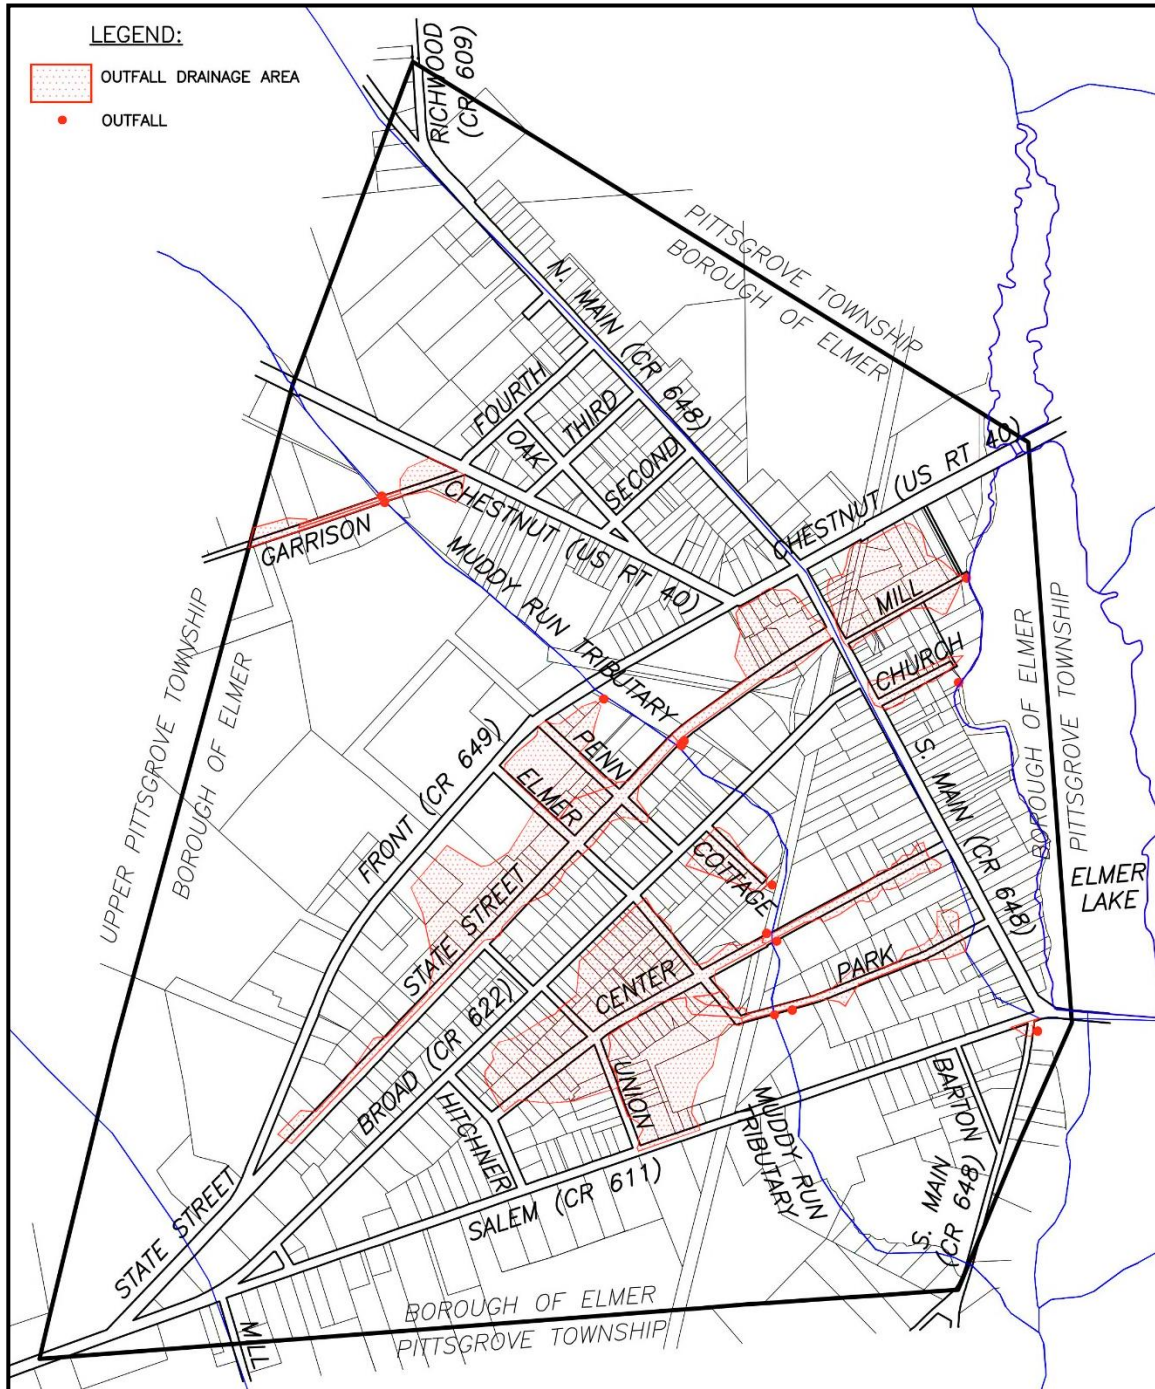 LEGEND:
OUTFALL DRAINAGE AREA
OUTFALL
RICHWOOD
(CR 609)
PITTSGROVE TOWNSHIP
BOROUGH OF ELMER
N. MAIN (CR 648)
FOURTH
THIRD
OAK
SECOND
CHESTNUT (US RT 40)
CHESTNUT (US RT 40)
GARRISON
MUDDY RUN TRIBUTARY
MILL
CHURCH
UPPER PITTSGROVE TOWNSHIP
BOROUGH OF ELMER
BOROUGH OF ELMER
PITTSGROVE TOWNSHIP
FRONT (CR 649)
PENN
ELMER
S. MAIN (CR 648)
COTTAGE
ELMER
LAKE
STATE STREET
CENTER
PARK
BROAD (CR 622)
UNION
HITCHNER
BARTON
MUDDY RUN
TRIBUTARY
SALEM (CR 611)
S. MAIN
(CR 648)
STATE STREET
MILL
BOROUGH OF ELMER
PITTSGROVE TOWNSHIP